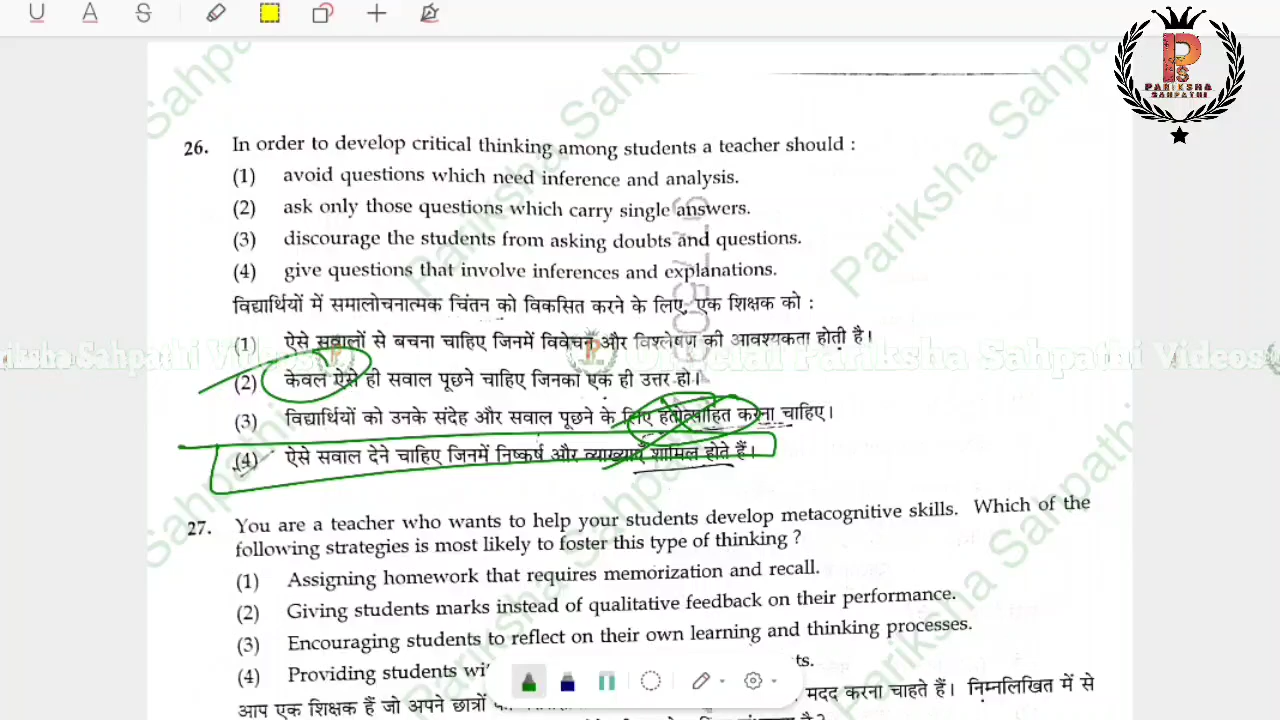 PS
PARIKSHA
SAHPATHI
26. In order to develop critical thinking among students a teacher should :
(1) avoid questions which need inference and analysis.
(2) ask only those questions which carry single answers.
(3) discourage the students from asking doubts and questions.
(4) give questions that involve inferences and explanations.
विद्यार्थियों में समालोचनात्मक चिंतन को विकसित करने के लिए, एक शिक्षक को :
(1) ऐसे सवालों से बचना चाहिए जिनमें विवेचन और विश्लेषण की आवश्यकता होती है।
(2) केवल ऐसे ही सवाल पूछने चाहिए जिनका एक ही उत्तर हो।
(3) विद्यार्थियों को उनके संदेह और सवाल पूछने के लिए हतोत्साहित करना चाहिए।
(4) ऐसे सवाल देने चाहिए जिनमें निष्कर्ष और व्याख्याएँ शामिल होते हैं।
Pariksha Sahpathi Videos
27. You are a teacher who wants to help your students develop metacognitive skills. Which of the
following strategies is most likely to foster this type of thinking ?
(1) Assigning homework that requires memorization and recall.
(2) Giving students marks instead of qualitative feedback on their performance.
(3) Encouraging students to reflect on their own learning and thinking processes.
(4) Providing students
आप एक शिक्षक हैं जो अपने छात्रों मदद करना चाहते हैं। निम्नलिखित में से